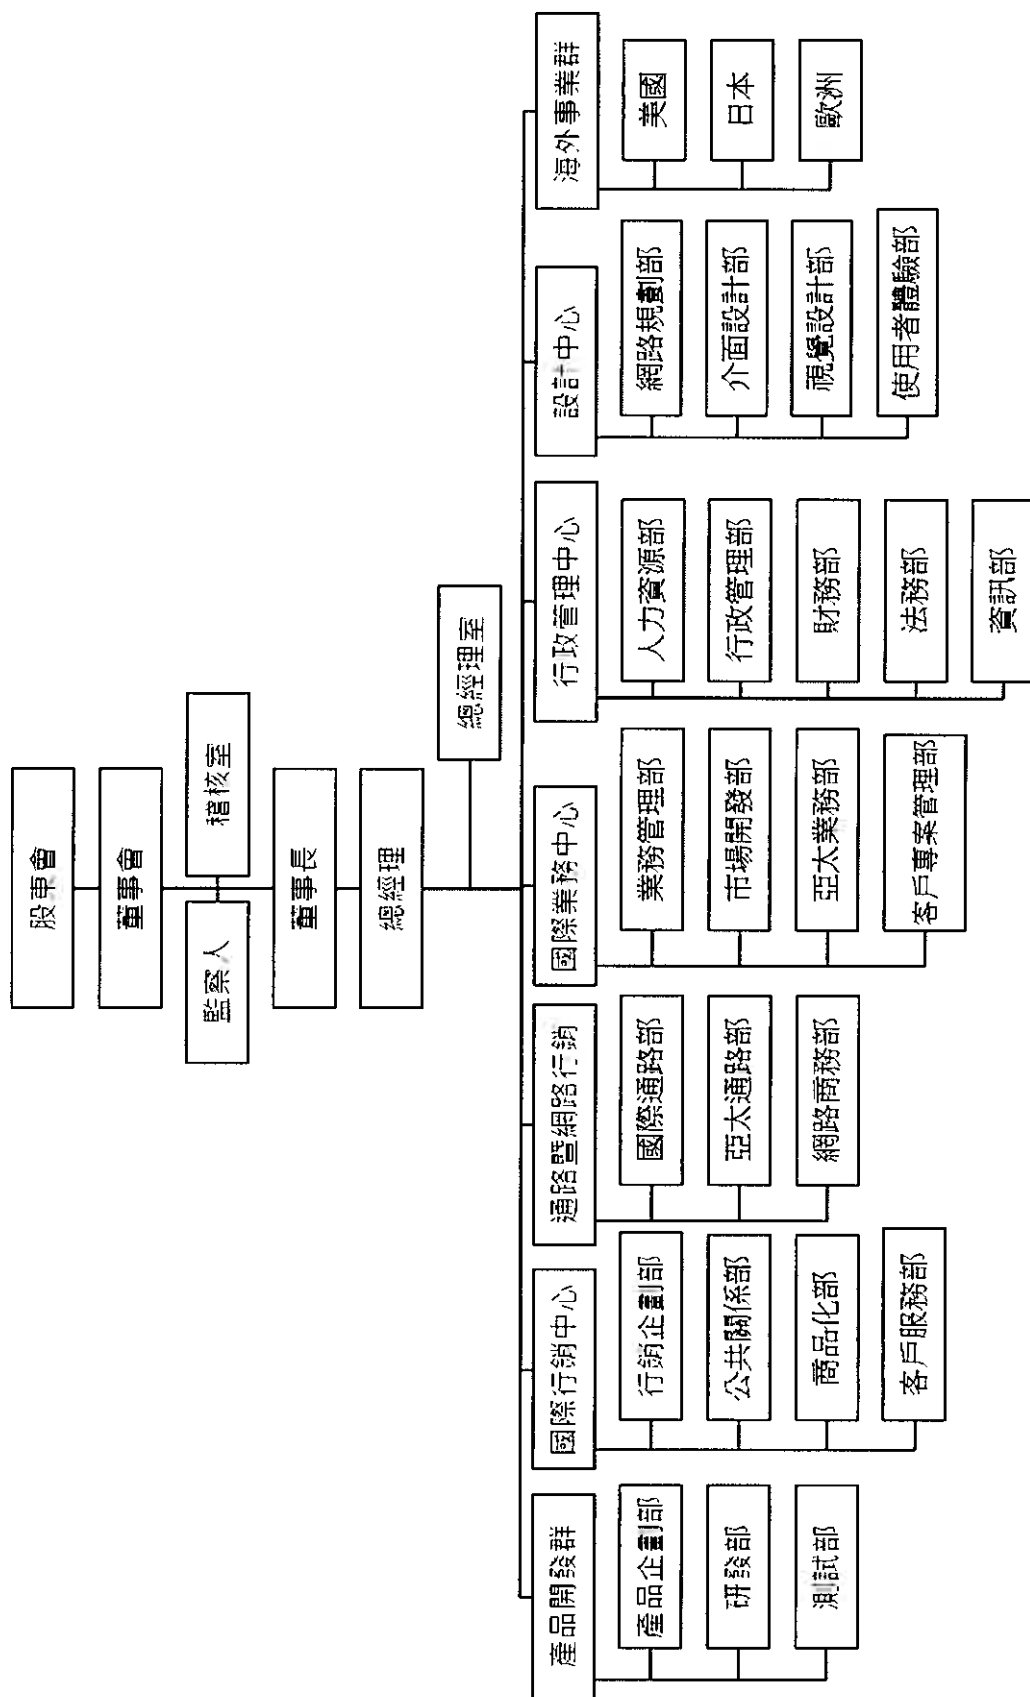 股東會
董事會
監察人
稽核室
董事長
總經理
總經理室
產品開發群
產品企劃部
研發部
測試部
國際行銷中心
行銷企劃部
公共關係部
商品化部
客戶服務部
通路暨網路行銷
國際通路部
亞太通路部
網路商務部
國際業務中心
業務管理部
市場開發部
亞太業務部
客戶專案管理部
行政管理中心
人力資源部
行政管理部
財務部
法務部
資訊部
設計中心
網路規劃部
介面設計部
視覺設計部
使用者體驗部
海外事業群
美國
日本
歐洲